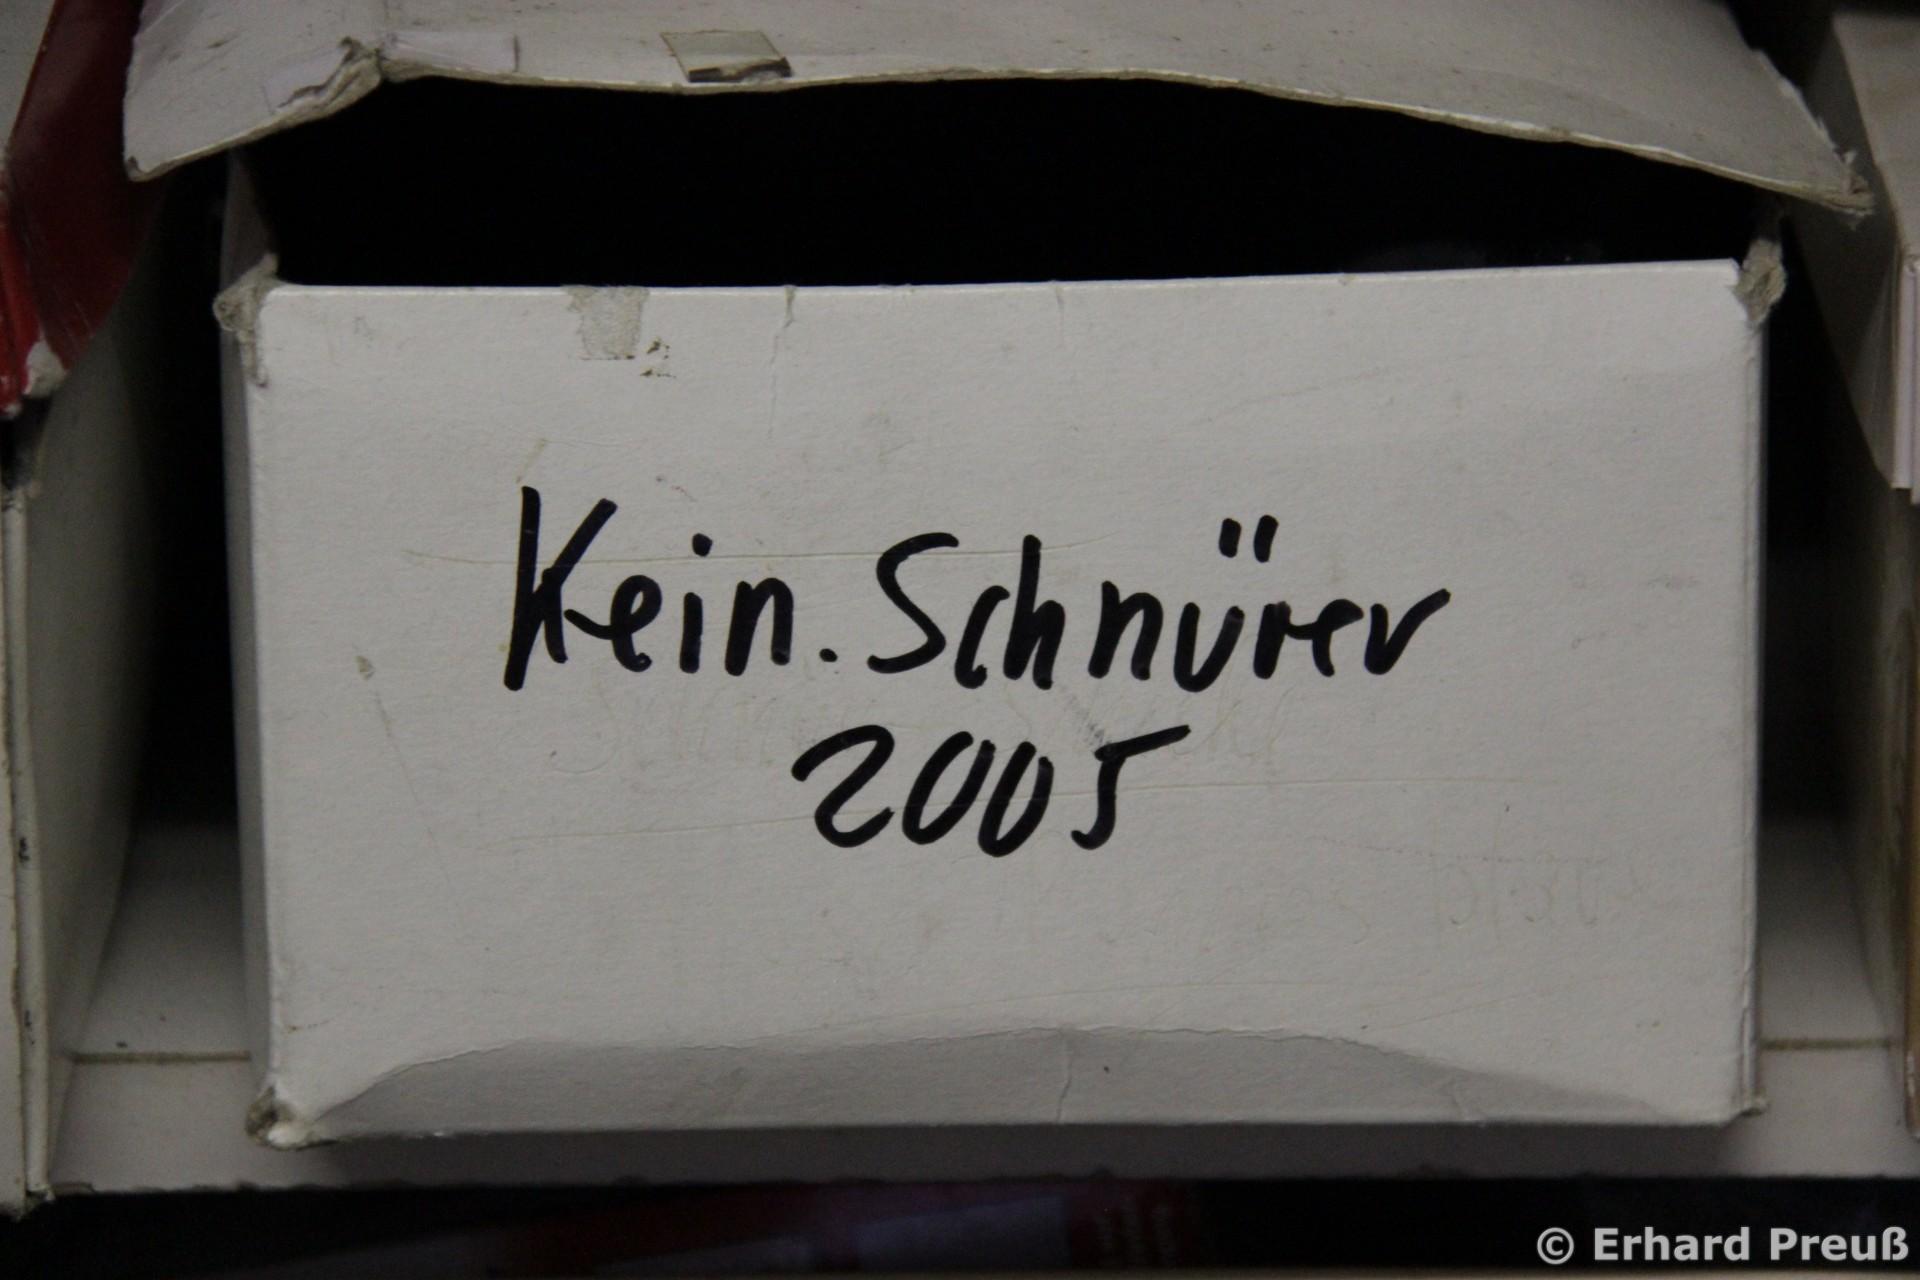 Kein. Schnürer
2005
© Erhard Preuß